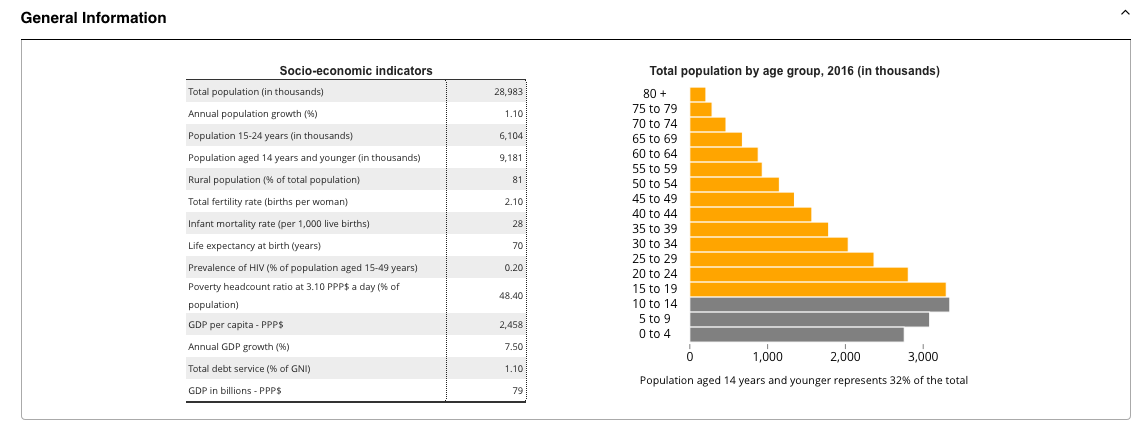 General Information
Socio-economic indicators
Total population (in thousands) 28,983
Annual population growth (%) 1.10
Population 15-24 years (in thousands) 6,104
Population aged 14 years and younger (in thousands) 9,181
Rural population (% of total population) 81
Total fertility rate (births per woman) 2.10
Infant mortality rate (per 1,000 live births) 28
Life expectancy at birth (years) 70
Prevalence of HIV (% of population aged 15-49 years) 0.20
Poverty headcount ratio at 3.10 PPP$ a day (% of
population) 48.40
GDP per capita - PPP$ 2,458
Annual GDP growth (%) 7.50
Total debt service (% of GNI) 1.10
GDP in billions - PPP$ 79
Total population by age group, 2016 (in thousands)
80 +
75 to 79
70 to 74
65 to 69
60 to 64
55 to 59
50 to 54
45 to 49
40 to 44
35 to 39
30 to 34
25 to 29
20 to 24
15 to 19
10 to 14
5 to 9
0 to 4
0 1,000 2,000 3,000
Population aged 14 years and younger represents 32% of the total